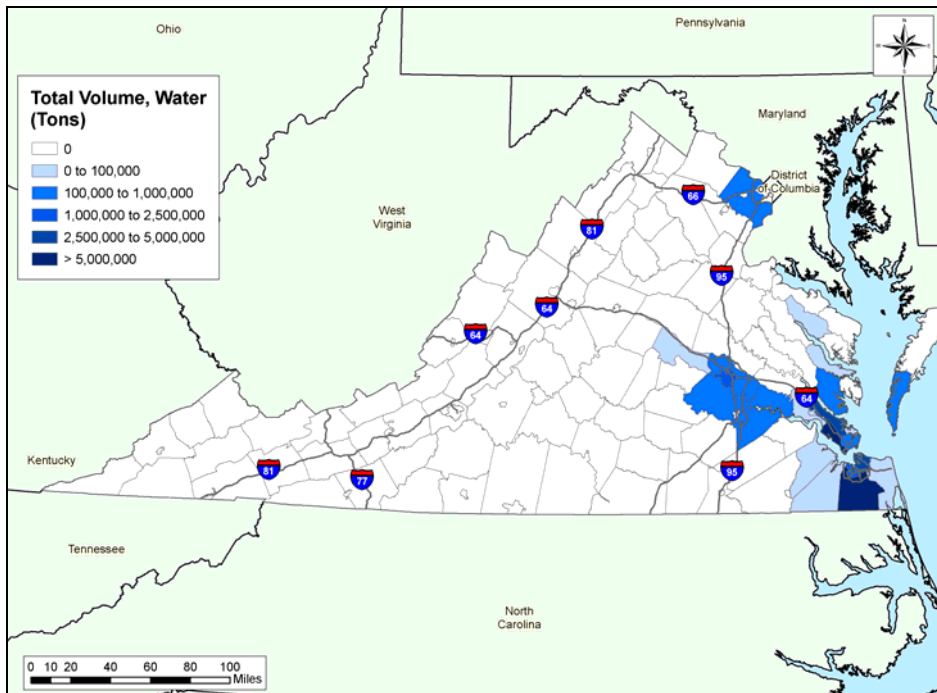 Ohio
Pennsylvania
N
W
E
S
Total Volume, Water
(Tons)
0
0 to 100,000
100,000 to 1,000,000
1,000,000 to 2,500,000
2,500,000 to 5,000,000
> 5,000,000
Maryland
District
of Columbia
66
West
Virginia
81
95
64
64
64
Kentucky
81
77
95
Tennessee
North
Carolina
0 10 20 40 60 80 100
Miles